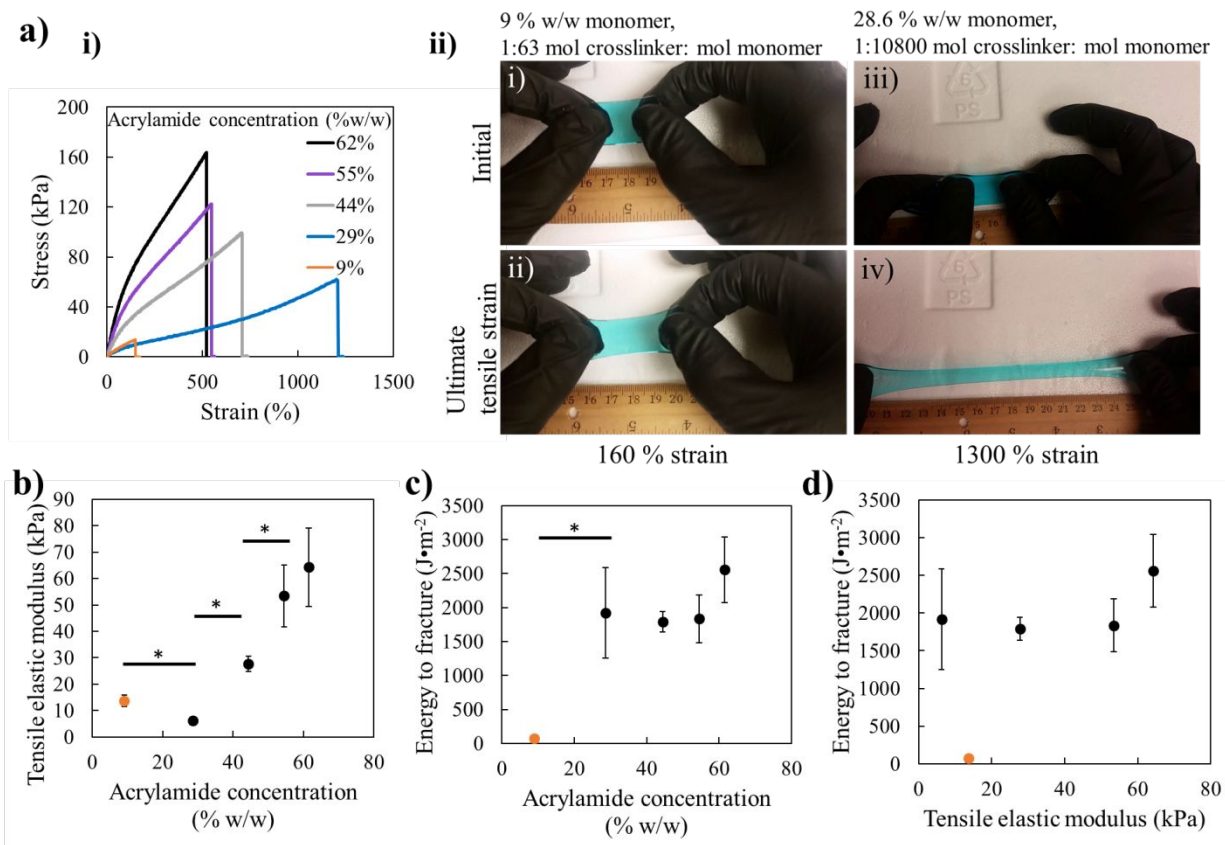 a)
i)
200
160
120
80
40
0
Stress (kPa)
Acrylamide concentration (%w/w)
62%
55%
44%
29%
9%
0 500 1000 1500
Strain (%)
ii)
9 % w/w monomer,
1:63 mol crosslinker: mol monomer
28.6 % w/w monomer,
1:10800 mol crosslinker: mol monomer
Initial
i)
iii)
6
PS
Ultimate
tensile strain
ii)
iv)
6
PS
160 % strain
1300 % strain
b)
Tensile elastic modulus (kPa)
90
80
70
60
50
40
30
20
10
0
* * *
0 20 40 60 80
Acrylamide concentration
(% w/w)
c)
Energy to fracture (J•m-2)
3500
3000
2500
2000
1500
1000
500
0
*
0 20 40 60 80
Acrylamide concentration
(% w/w)
d)
Energy to fracture (J•m-2)
3500
3000
2500
2000
1500
1000
500
0
0 20 40 60 80
Tensile elastic modulus (kPa)